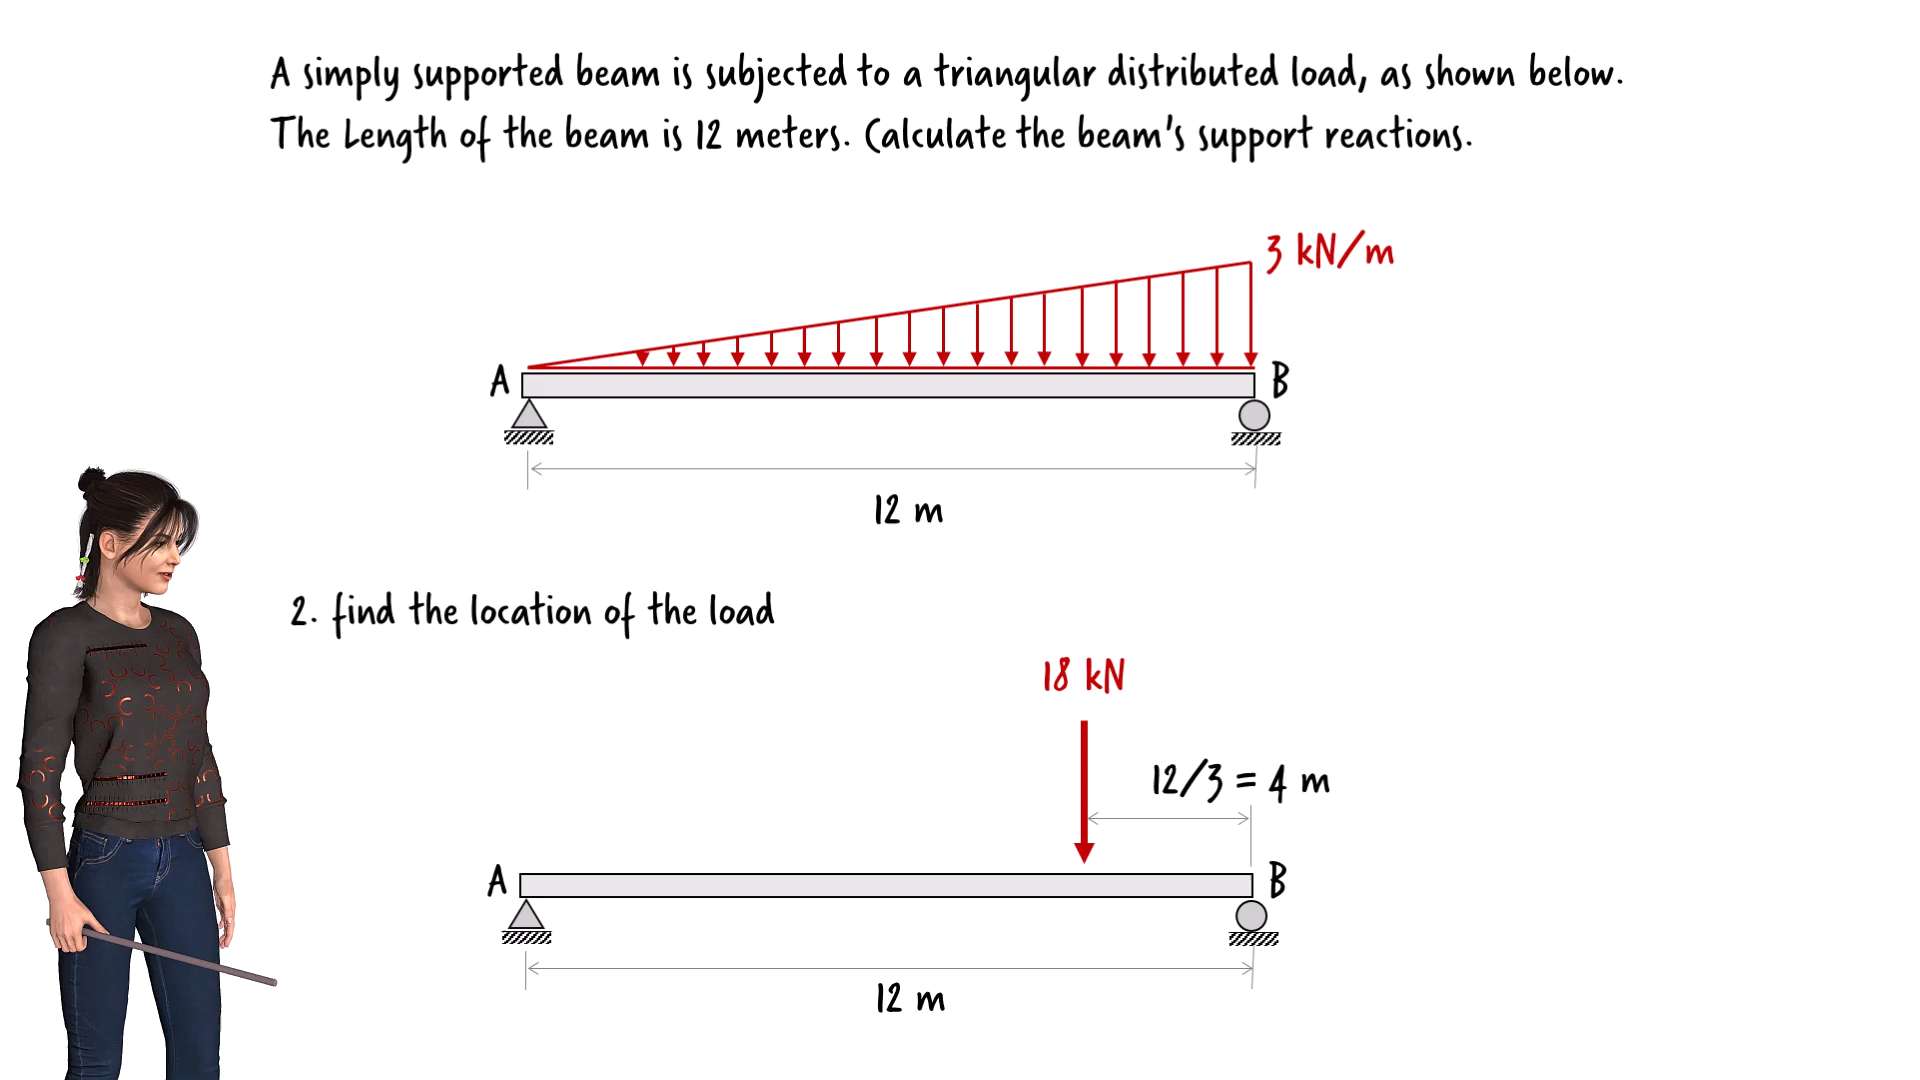 A simply supported beam is subjected to a triangular distributed load, as shown below.
The Length of the beam is 12 meters. Calculate the beam's support reactions.
3 kN/m
A
B
12 m
2. find the location of the load
18 kN
12/3 = 4 m
A
B
12 m